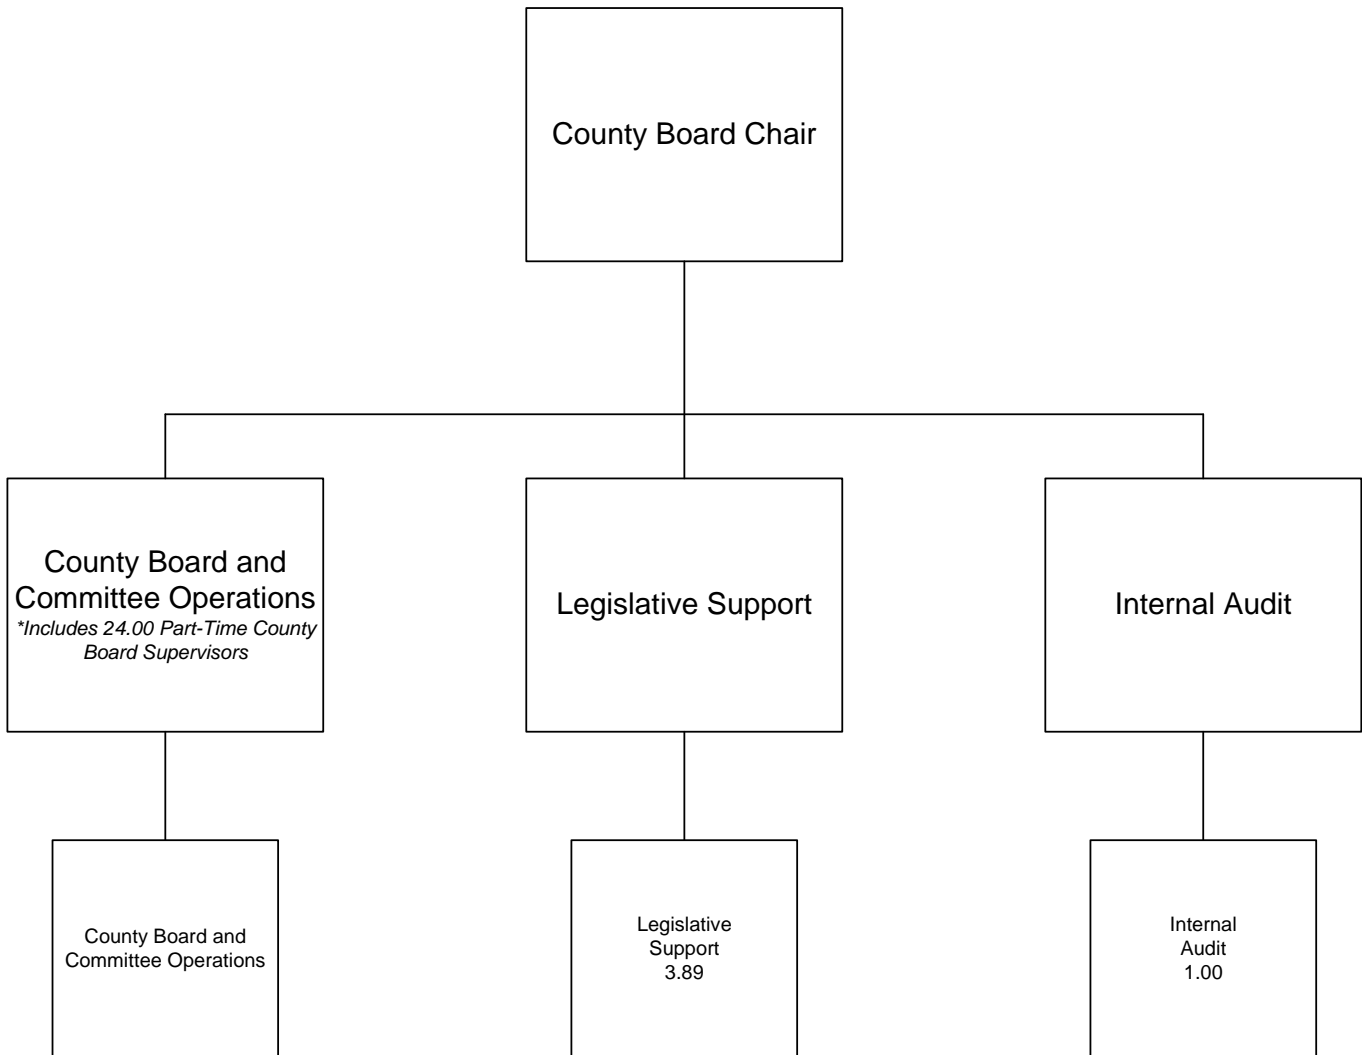 County Board Chair
County Board and
Committee Operations
*Includes 24.00 Part-Time County
Board Supervisors
Legislative Support
Internal Audit
County Board and
Committee Operations
Legislative
Support
3.89
Internal
Audit
1.00